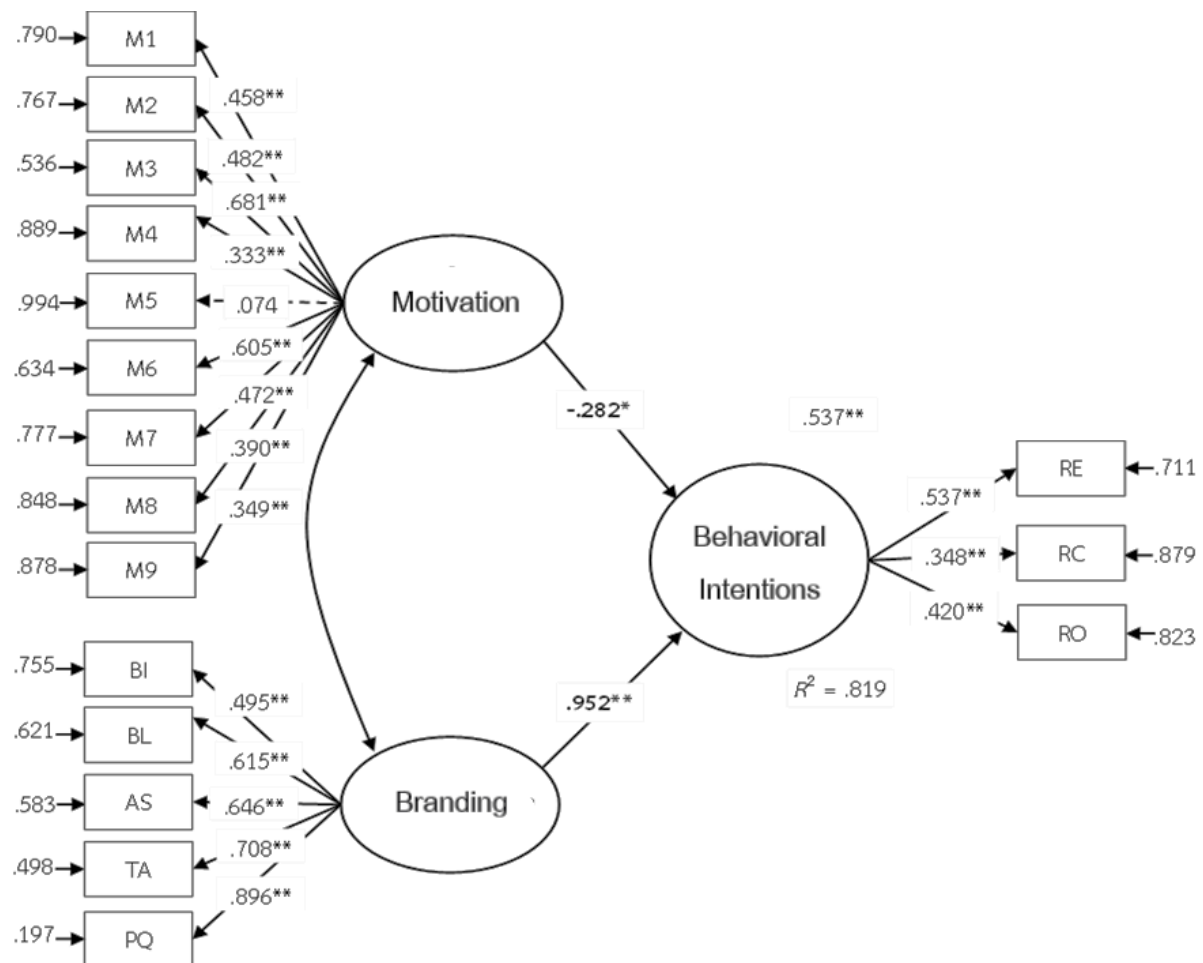 .790
M1
.458**
.767
M2
.482**
.536
M3
.681**
.889
M4
.333**
.994
M5
.074
.634
M6
.605**
.777
M7
.472**
.848
M8
.390**
.878
M9
.349**
Motivation
-.282*
.537**
Behavioral
Intentions
R² = .819
.537**
RE
.711
.348**
RC
.879
.420**
RO
.823
.952**
.755
BI
.495**
.621
BL
.615**
.583
AS
.646**
.498
TA
.708**
.197
PQ
.896**
Branding